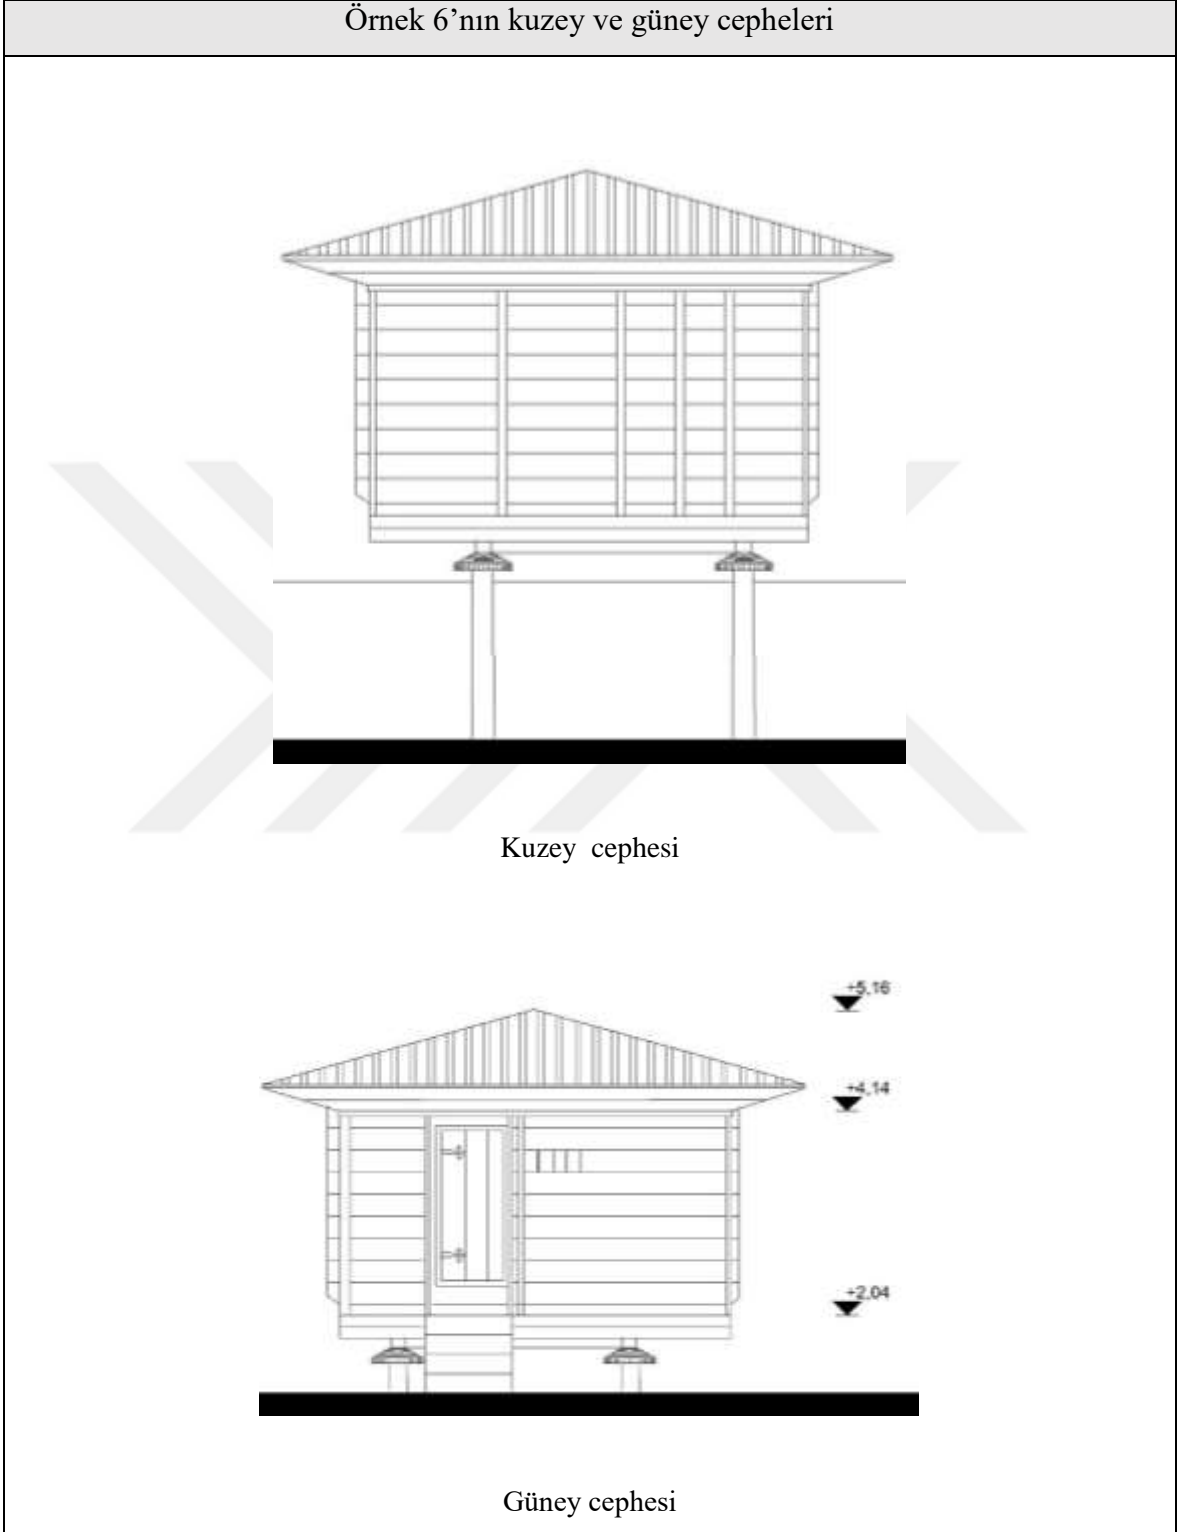 Örnek 6’nın kuzey ve güney cepheleri
Kuzey cephesi
+5,16
+4,14
+2,04
Güney cephesi